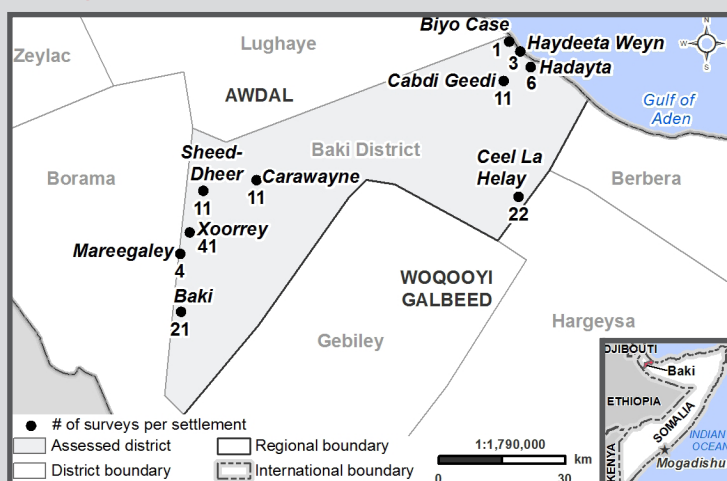 Biyo Case
Lughaye
1
Haydeeta Weyn
Zeylac
3
Hadayta
Cabdi Geedi
6
11
AWDAL
Gulf of
Aden
Sheed-
Dheer
Baki District
Ceel La
Helay
Borama
Carawayne
Berbera
11
11
22
Xoorrey
41
Mareegaley
4
WOQOOYI
GALBEED
Baki
21
Gebiley
Hargeysa
# of surveys per settlement
Assessed district
Regional boundary
District boundary
International boundary
1:1,790,000
km
0
30
N
W
E
S
DJIBOUTI
Baki
ETHIOPIA
SOMALIA
INDIAN
OCEAN
KENYA
Mogadishu